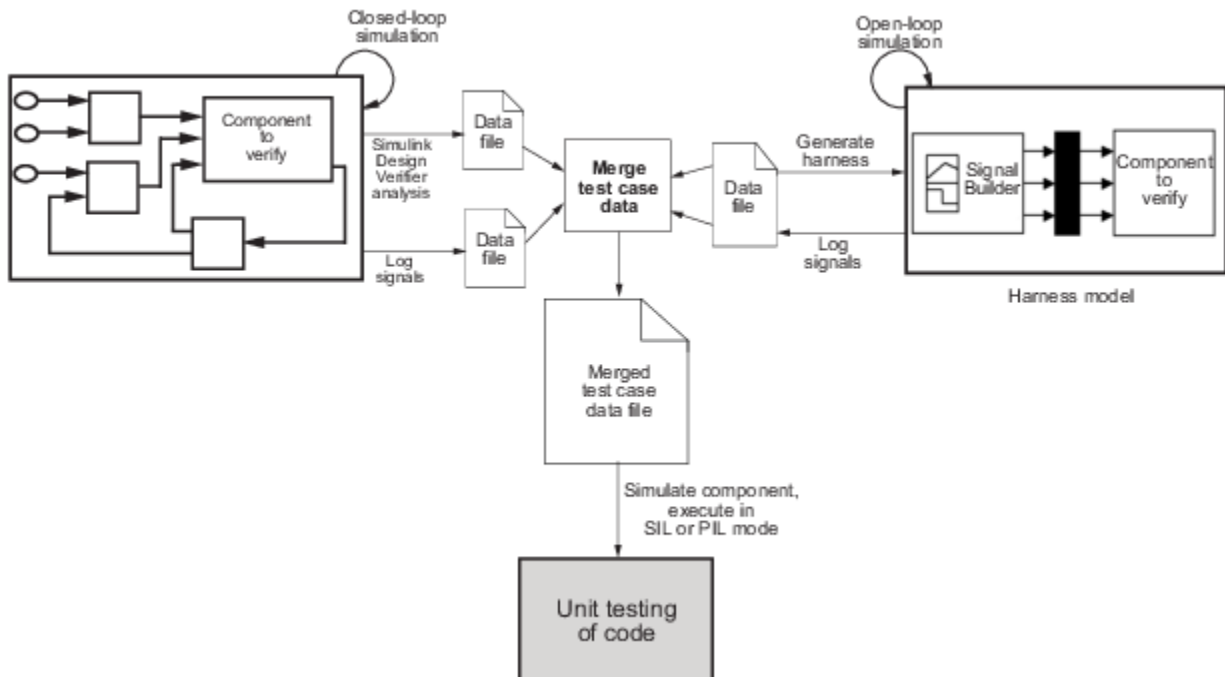 Closed-loop
simulation
Component
to
verify
Simulink
Design
Verifier
analysis
Log
signals
Data
file
Data
file
Merge
test case
data
Data
file
Generate
harness
Log
signals
Open-loop
simulation
Signal
Builder
Component
to
verify
Harness model
Merged
test case
data file
Simulate component,
execute in
SIL or PIL mode
Unit testing
of code